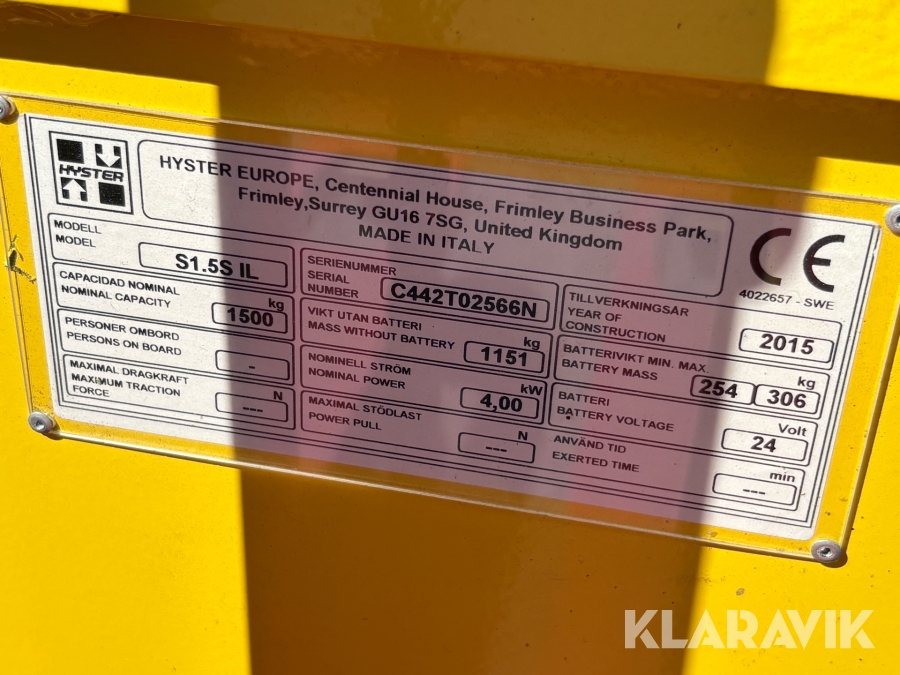 HYSTER
HYSTER EUROPE, Centennial House, Frimley Business Park,
Frimley,Surrey GU16 7SG, United Kingdom
MADE IN ITALY
CE
4022657 - SWE
MODELL
MODEL
S1.5S IL
CAPACIDAD NOMINAL
NOMINAL CAPACITY
kg
1500
PERSONER OMBORD
PERSONS ON BOARD
-
MAXIMAL DRAGKRAFT
MAXIMUM TRACTION
FORCE
N
---
SERIENUMMER
SERIAL
NUMBER
C442T02566N
VIKT UTAN BATTERI
MASS WITHOUT BATTERY
kg
1151
NOMINELL STRÖM
NOMINAL POWER
kW
4,00
MAXIMAL STÖDLAST
POWER PULL
N
---
TILLVERKNINGSÅR
YEAR OF
CONSTRUCTION
2015
BATTERIVIKT MIN. MAX.
BATTERY MASS
kg
254 306
BATTERI
BATTERY VOLTAGE
Volt
24
ANVÄND TID
EXERTED TIME
min
---
KLARAVIK